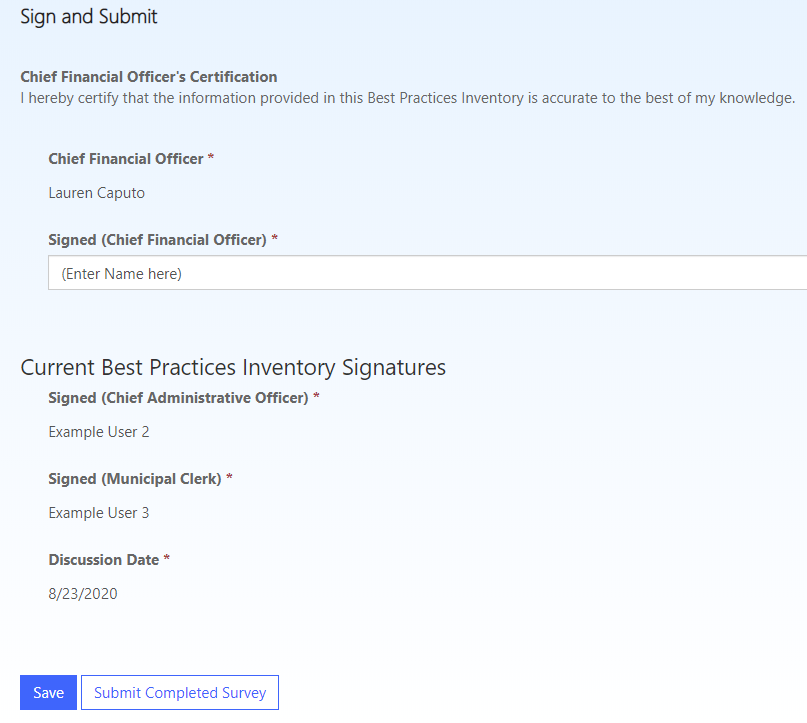 Sign and Submit
Chief Financial Officer's Certification
I hereby certify that the information provided in this Best Practices Inventory is accurate to the best of my knowledge.
Chief Financial Officer *
Lauren Caputo
Signed (Chief Financial Officer) *
(Enter Name here)
Current Best Practices Inventory Signatures
Signed (Chief Administrative Officer) *
Example User 2
Signed (Municipal Clerk) *
Example User 3
Discussion Date *
8/23/2020
Save Submit Completed Survey